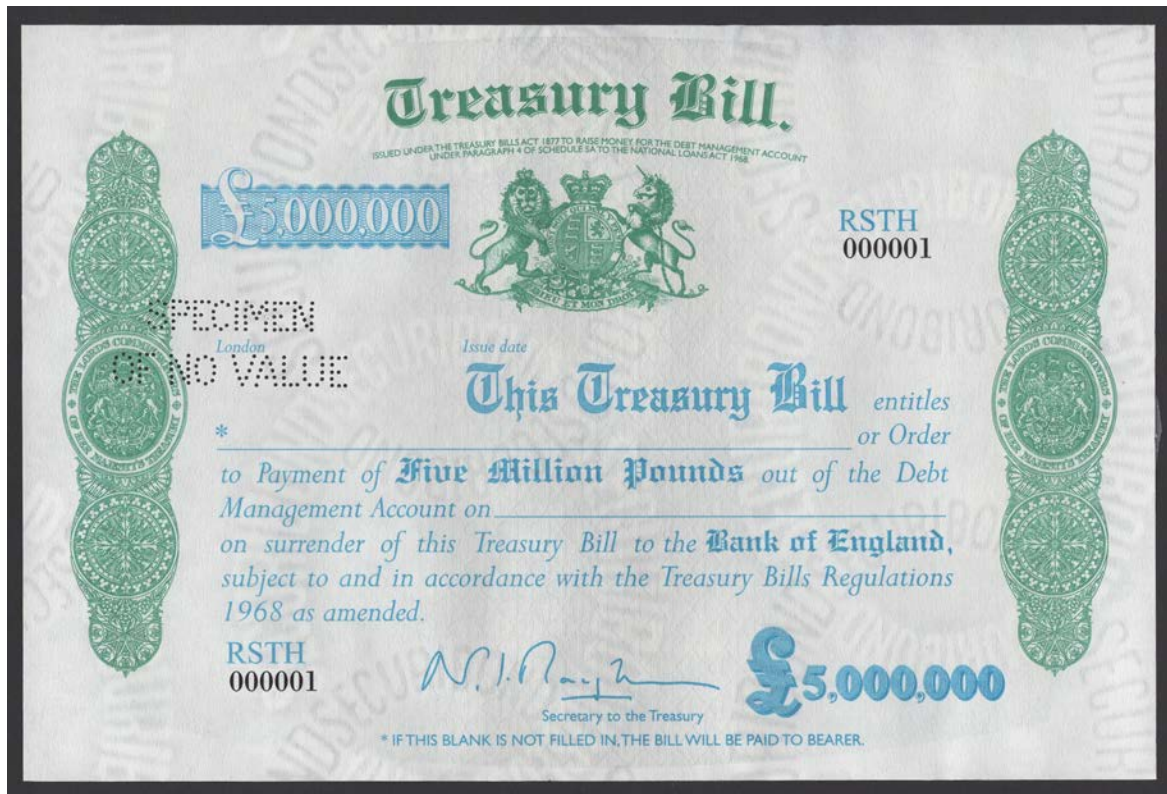 Treasury Bill.
ISSUED UNDER THE TREASURY BILLS ACT 1877 TO RAISE MONEY FOR THE DEBT MANAGEMENT ACCOUNT
UNDER PARAGRAPH 4 OF SCHEDULE 5A TO THE NATIONAL LOANS ACT 1968.
£5,000,000
RSTH
000001
DIEU ET MON DROIT
SPECIMEN
OF NO VALUE
London
Issue date
This Treasury Bill entitles
* or Order
to Payment of Five Million Pounds out of the Debt
Management Account on
on surrender of this Treasury Bill to the Bank of England,
subject to and in accordance with the Treasury Bills Regulations
1968 as amended.
RSTH
000001
£5,000,000
Secretary to the Treasury
* IF THIS BLANK IS NOT FILLED IN, THE BILL WILL BE PAID TO BEARER.